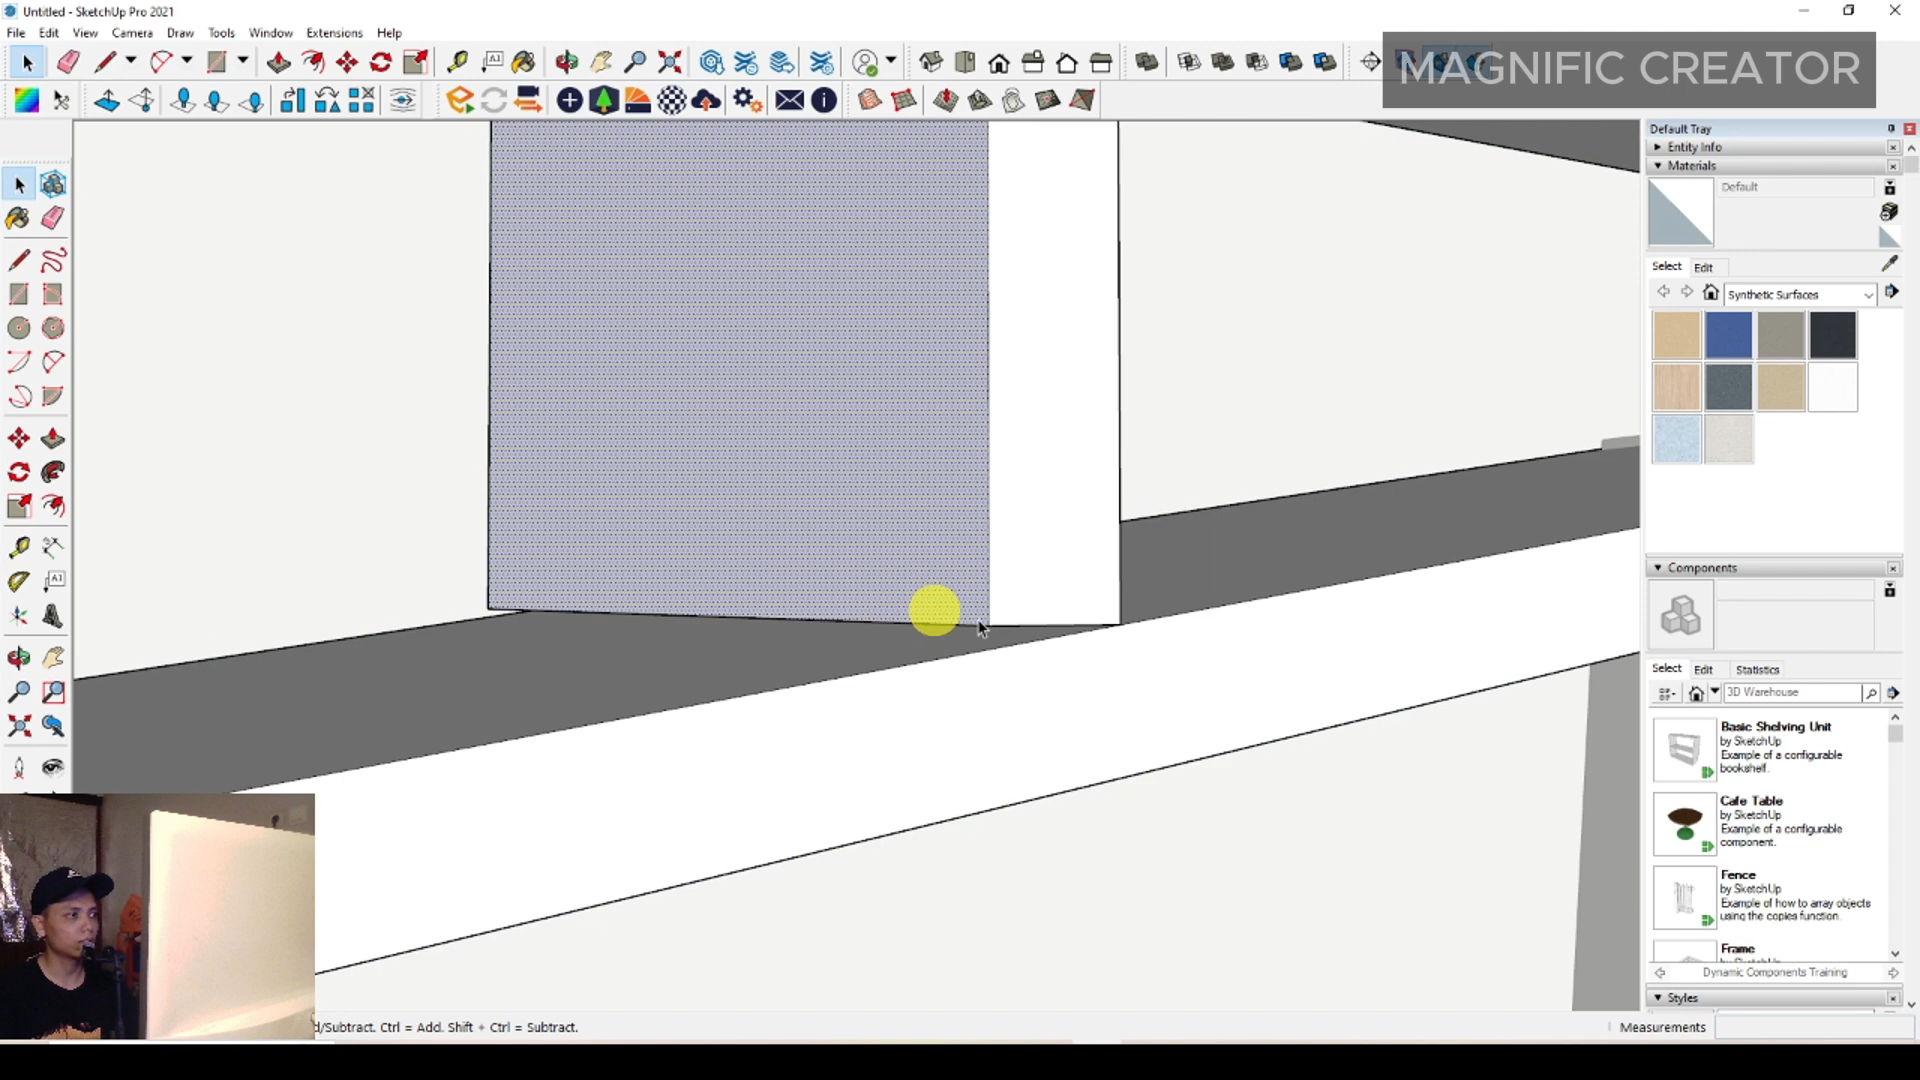 Untitled - SketchUp Pro 2021
File Edit View Camera Draw Tools Window Extensions Help
MAGNIFIC CREATOR
Default Tray
Entity Info
Materials
Default
Select Edit
Synthetic Surfaces
Components
Select Edit Statistics
3D Warehouse
Basic Shelving Unit
by SketchUp
Example of a configurable
bookshelf.
Cafe Table
by SketchUp
Example of a configurable
component.
Fence
by SketchUp
Example of how to array objects
using the copies function.
Frame
Dynamic Components Training
Styles
d/Subtract. Ctrl = Add. Shift + Ctrl = Subtract.
Measurements